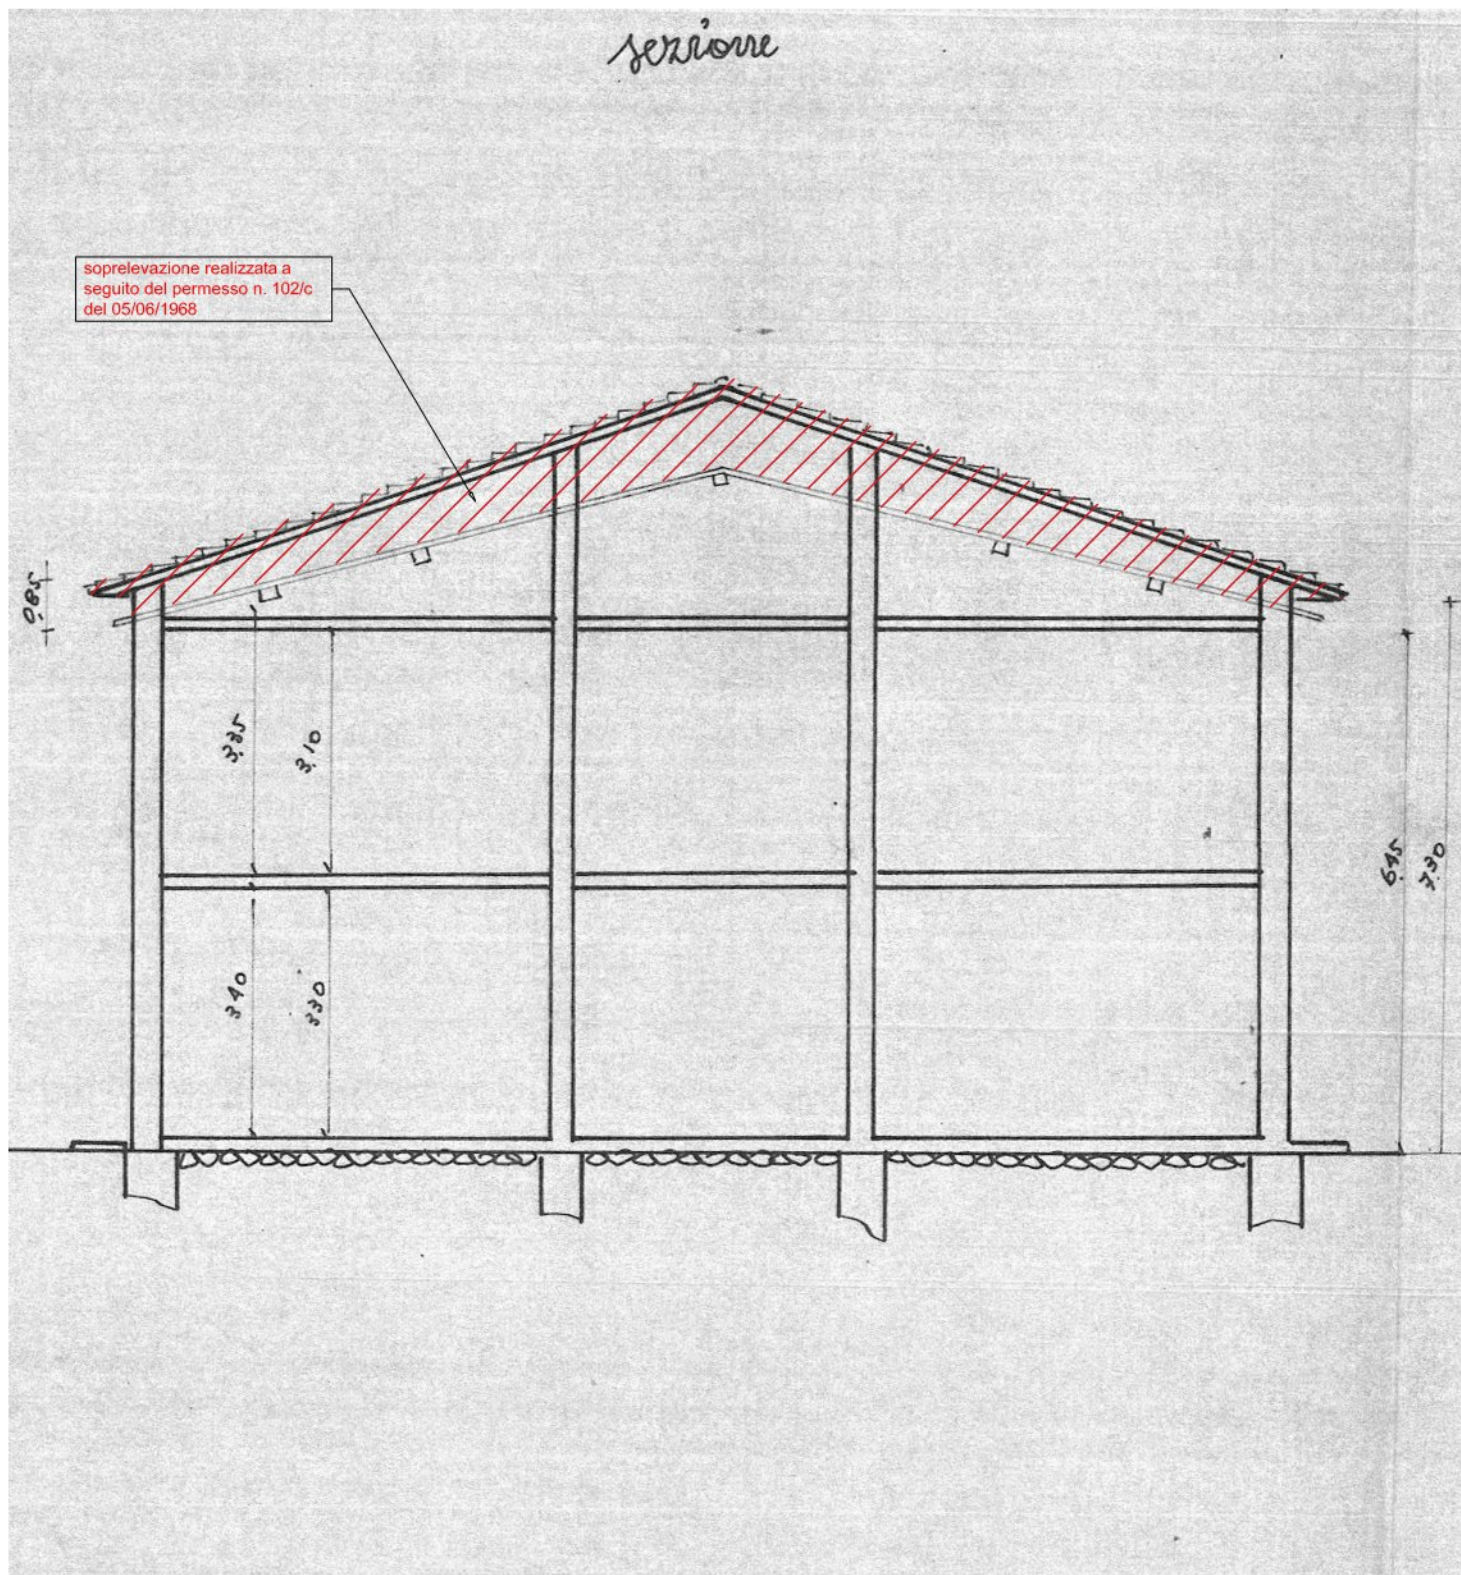 sezione
soprelevazione realizzata a
seguito del permesso n. 102/c
del 05/06/1968
0,85
3,35
3,10
6,45
7,30
3,40
3,30